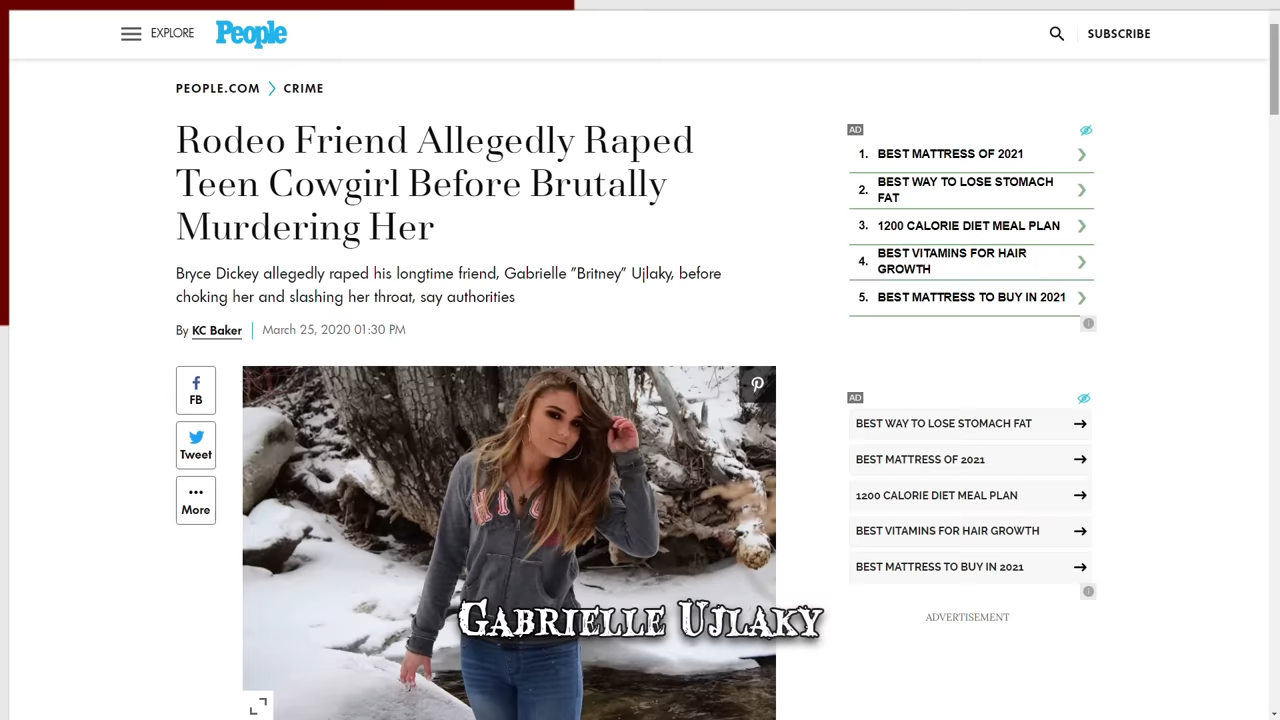 EXPLORE
People
SUBSCRIBE
PEOPLE.COM > CRIME
Rodeo Friend Allegedly Raped
Teen Cowgirl Before Brutally
Murdering Her
Bryce Dickey allegedly raped his longtime friend, Gabrielle "Britney" Ujlaky, before
choking her and slashing her throat, say authorities
By KC Baker | March 25, 2020 01:30 PM
FB
Tweet
More
HIC
GABRIELLE UJLAKY
AD
1. BEST MATTRESS OF 2021
2. BEST WAY TO LOSE STOMACH
FAT
3. 1200 CALORIE DIET MEAL PLAN
4. BEST VITAMINS FOR HAIR
GROWTH
5. BEST MATTRESS TO BUY IN 2021
AD
BEST WAY TO LOSE STOMACH FAT
BEST MATTRESS OF 2021
1200 CALORIE DIET MEAL PLAN
BEST VITAMINS FOR HAIR GROWTH
BEST MATTRESS TO BUY IN 2021
ADVERTISEMENT